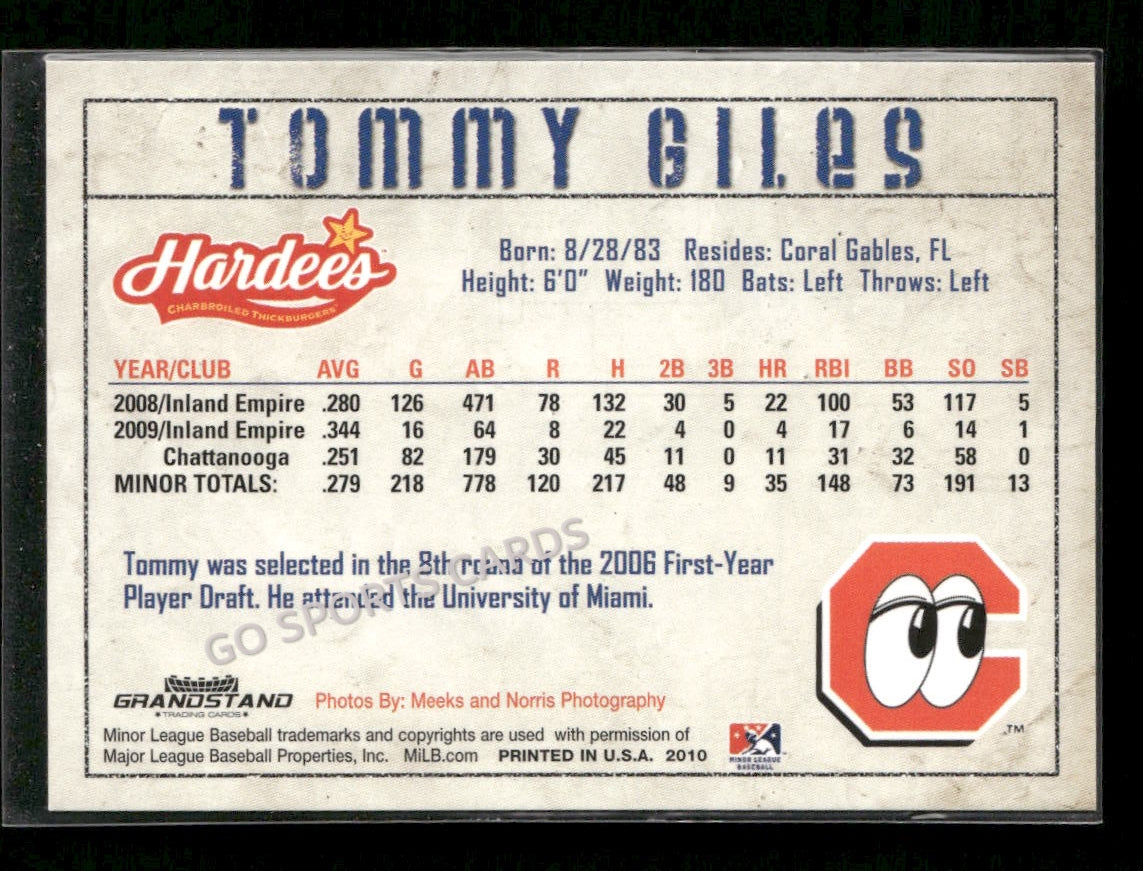 TOMMY GILES
Hardee's
CHARBROILED THICKBURGERS
Born: 8/28/83 Resides: Coral Gables, FL
Height: 6'0" Weight: 180 Bats: Left Throws: Left
YEAR/CLUB AVG G AB R H 2B 3B HR RBI BB SO SB
2008/Inland Empire .280 126 471 78 132 30 5 22 100 53 117 5
2009/Inland Empire .344 16 64 8 22 4 0 4 17 6 14 1
Chattanooga .251 82 179 30 45 11 0 11 31 32 58 0
MINOR TOTALS: .279 218 778 120 217 48 9 35 148 73 191 13
Tommy was selected in the 8th round of the 2006 First-Year
Player Draft. He attended the University of Miami.
GO SPORTS CARDS
GRANDSTAND
TRADING CARDS
Photos By: Meeks and Norris Photography
Minor League Baseball trademarks and copyrights are used with permission of
Major League Baseball Properties, Inc. MiLB.com PRINTED IN U.S.A. 2010
MINOR LEAGUE
BASEBALL
C
TM